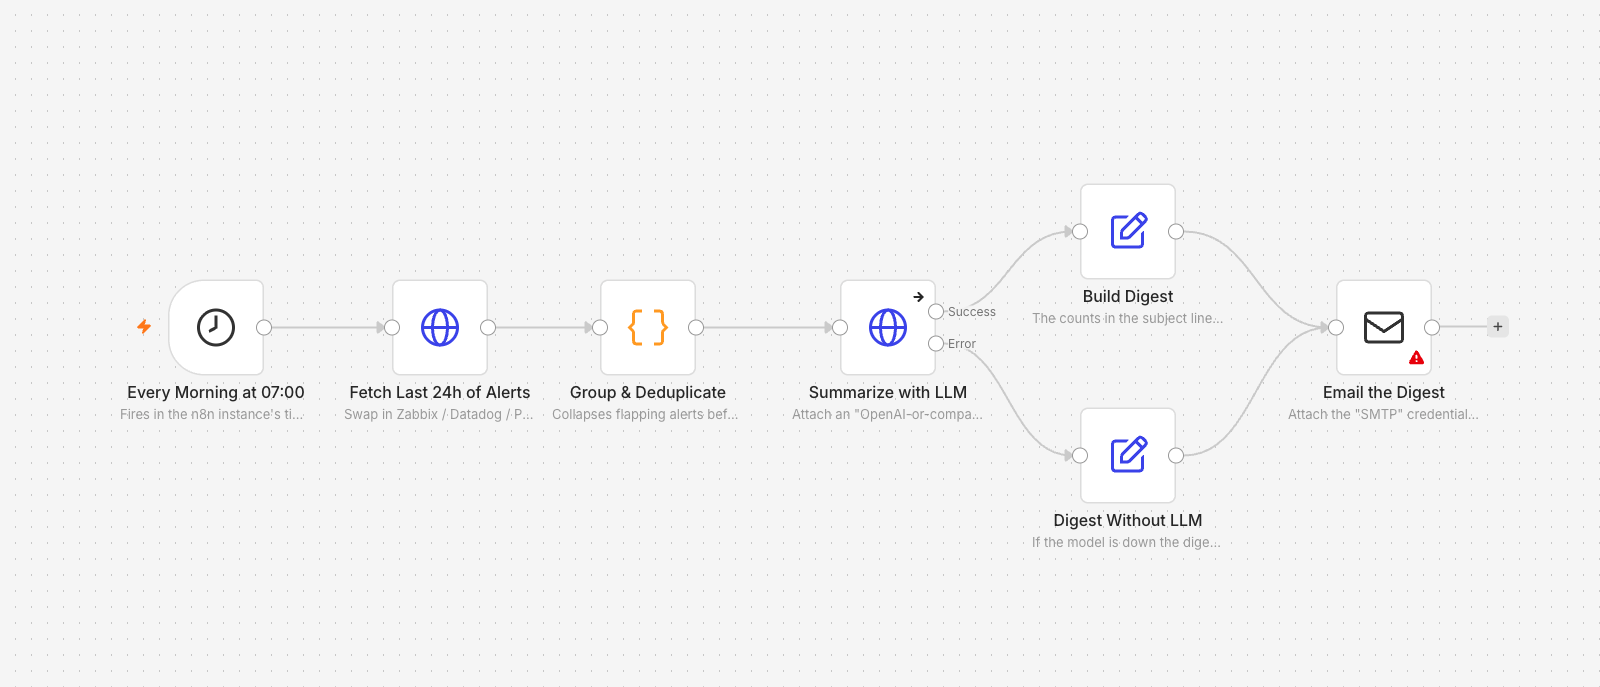 Every Morning at 07:00
Fires in the n8n instance's ti...
Fetch Last 24h of Alerts
Swap in Zabbix / Datadog / P...
Group & Deduplicate
Collapses flapping alerts bef...
Summarize with LLM
Attach an "OpenAI-or-compa...
Success
Error
Build Digest
The counts in the subject line...
Digest Without LLM
If the model is down the dige...
Email the Digest
Attach the "SMTP" credential...